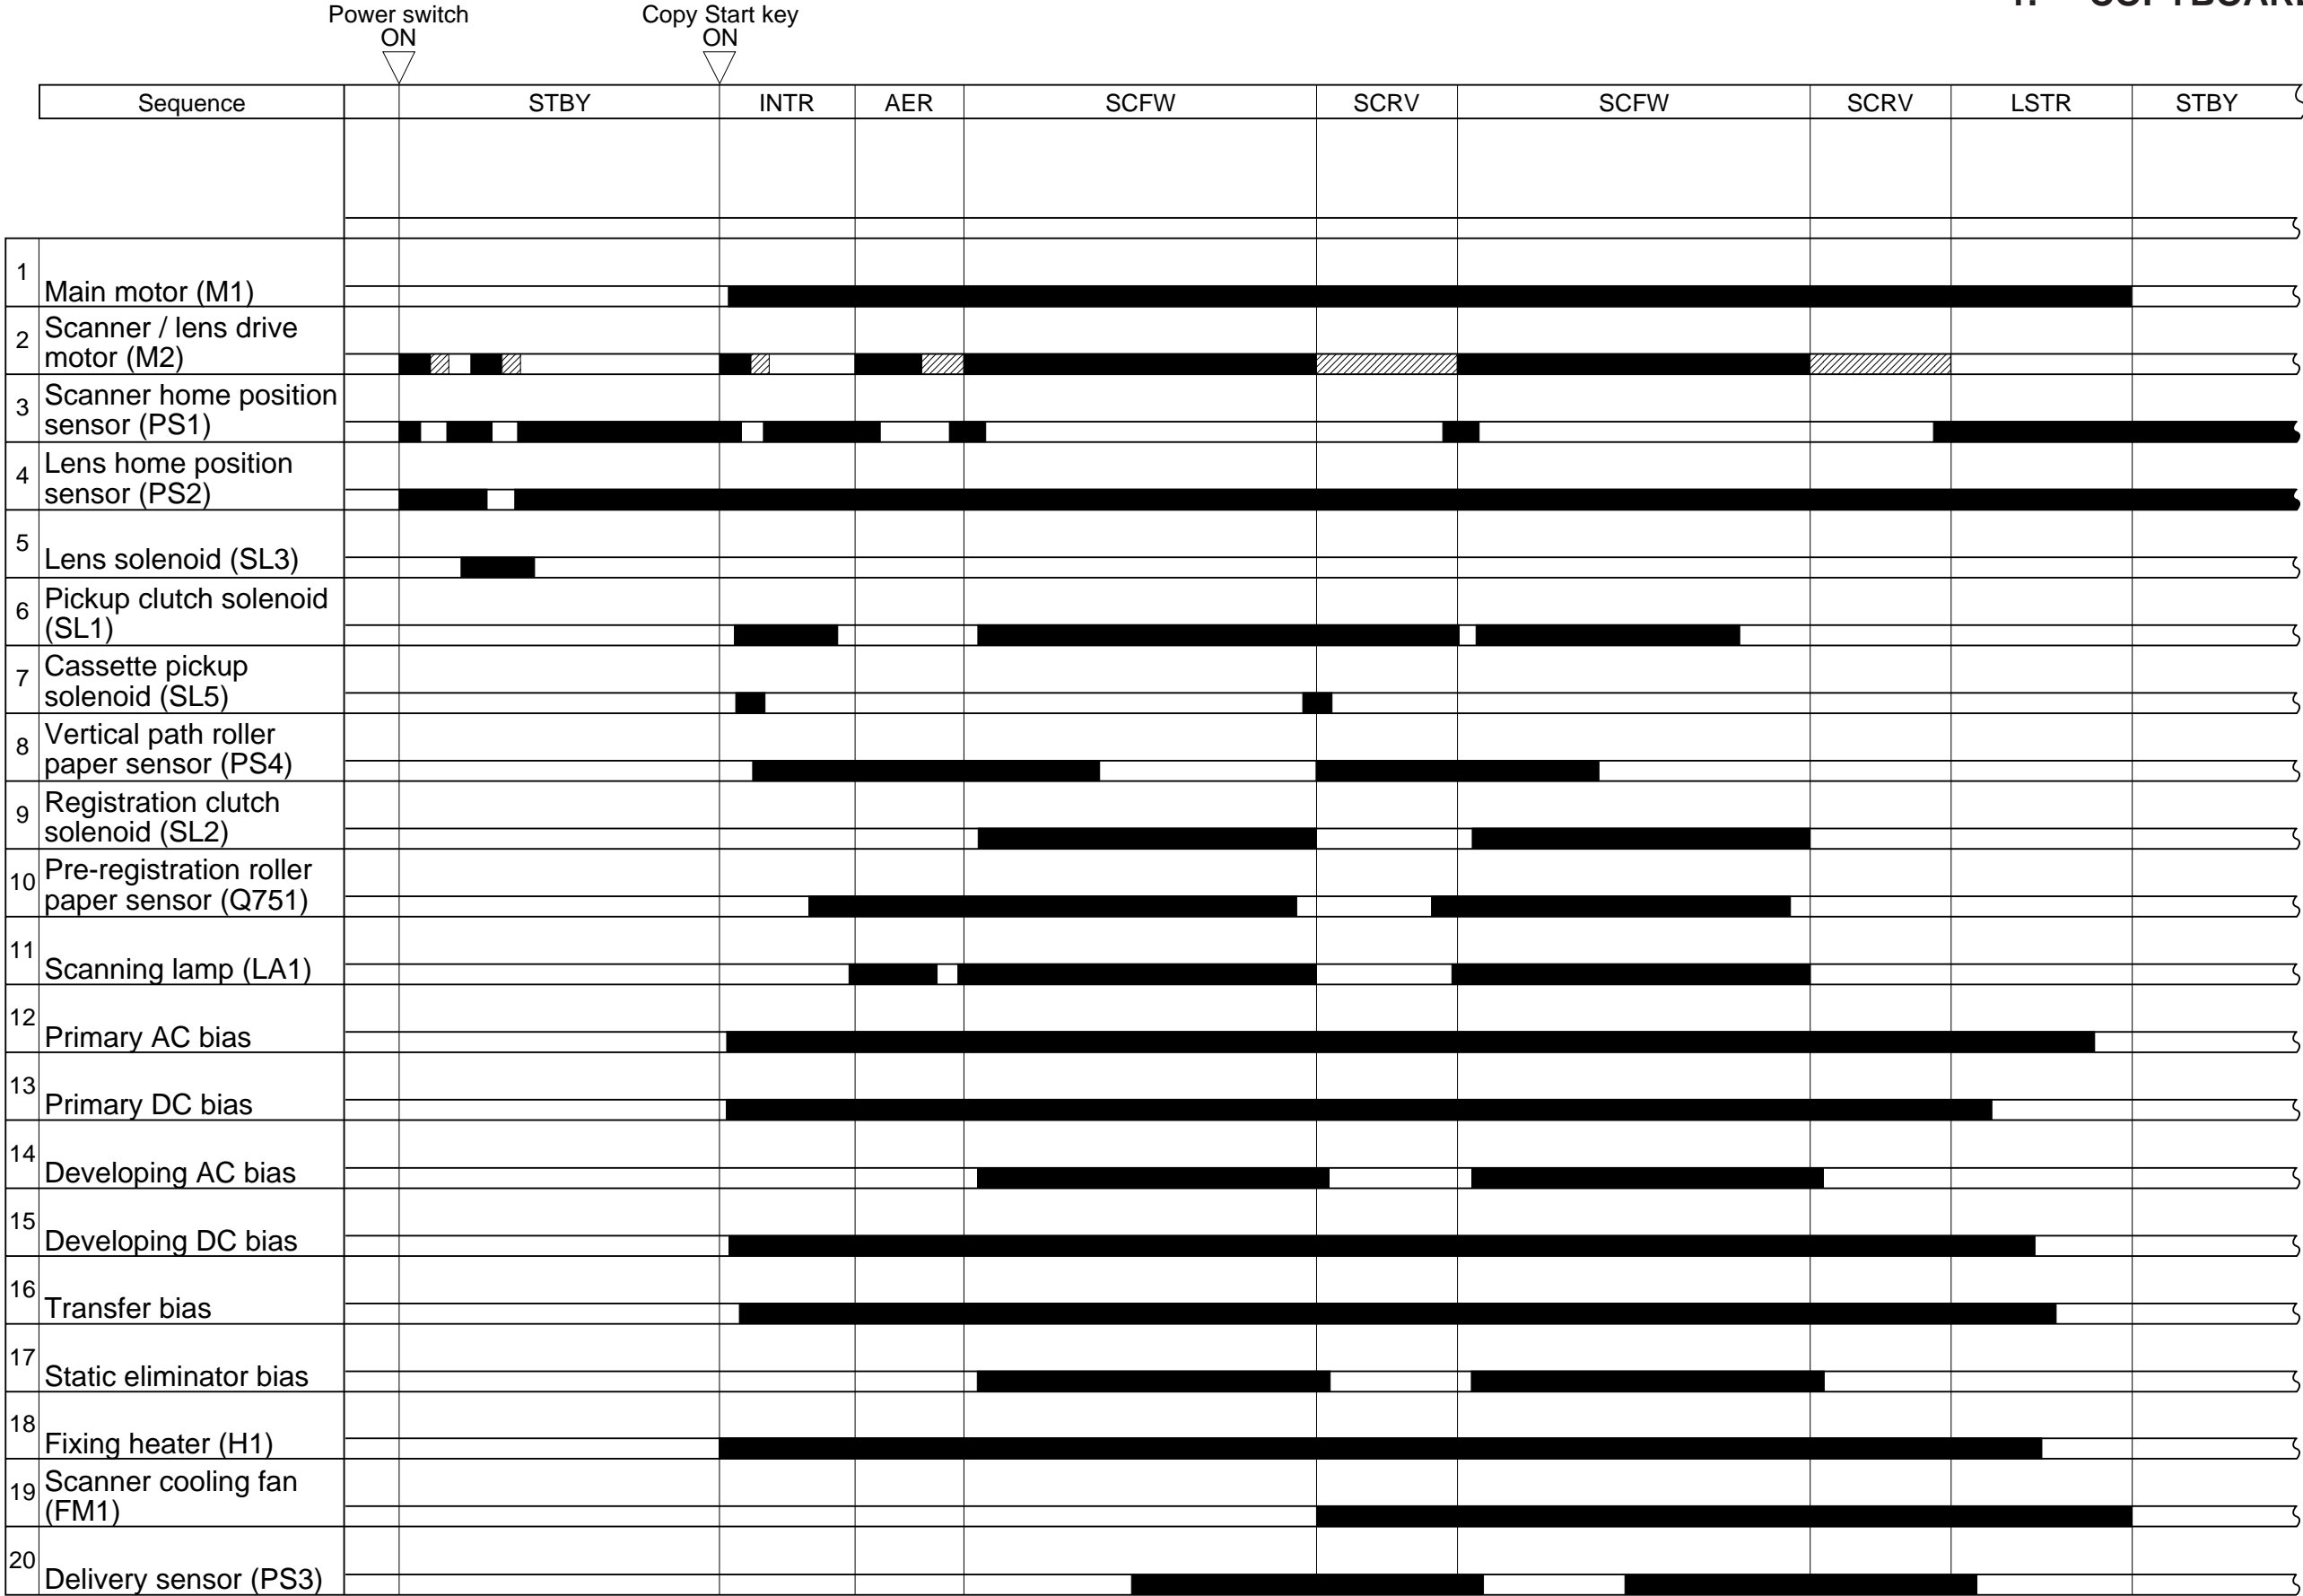 Power switch
ON
Copy Start key
ON
Sequence STBY INTR AER SCFW SCRV SCFW SCRV LSTR STBY
1 Main motor (M1)
2 Scanner / lens drive
motor (M2)
3 Scanner home position
sensor (PS1)
4 Lens home position
sensor (PS2)
5 Lens solenoid (SL3)
6 Pickup clutch solenoid
(SL1)
7 Cassette pickup
solenoid (SL5)
8 Vertical path roller
paper sensor (PS4)
9 Registration clutch
solenoid (SL2)
10 Pre-registration roller
paper sensor (Q751)
11 Scanning lamp (LA1)
12 Primary AC bias
13 Primary DC bias
14 Developing AC bias
15 Developing DC bias
16 Transfer bias
17 Static eliminator bias
18 Fixing heater (H1)
19 Scanner cooling fan
(FM1)
20 Delivery sensor (PS3)